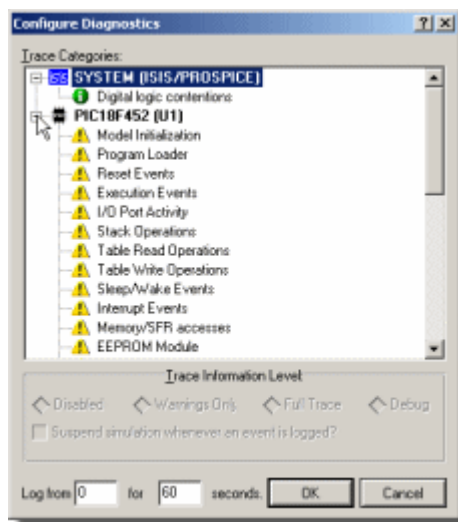 Configure Diagnostics
Trace Categories:
SYSTEM (ISIS/PROSPICE)
Digital logic contentions
PIC18F452 (U1)
Model Initialization
Program Loader
Reset Events
Execution Events
I/O Port Activity
Stack Operations
Table Read Operations
Table Write Operations
Sleep/Wake Events
Interrupt Events
Memory/SFR accesses
EEPROM Module
Trace Information Level:
Disabled Warnings Only Full Trace Debug
Suspend simulation whenever an event is logged?
Log from 0 for 60 seconds. OK Cancel